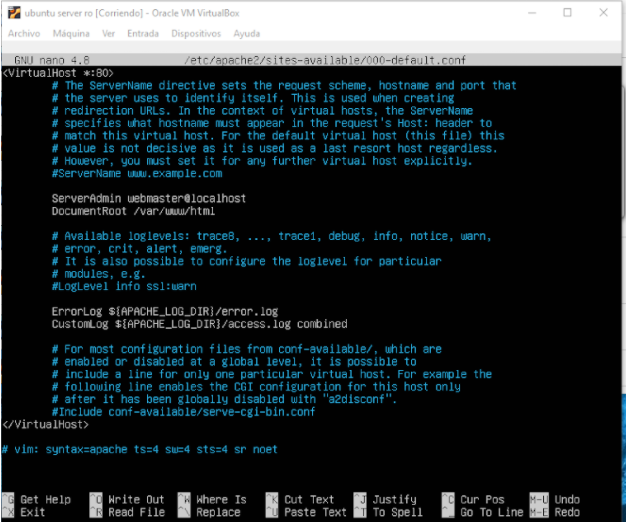 ubuntu server ro [Corriendo] - Oracle VM VirtualBox
Archivo Máquina Ver Entrada Dispositivos Ayuda
GNU nano 4.8 /etc/apache2/sites-available/000-default.conf
<VirtualHost *:80>
# The ServerName directive sets the request scheme, hostname and port that
# the server uses to identify itself. This is used when creating
# redirection URLs. In the context of virtual hosts, the ServerName
# specifies what hostname must appear in the request's Host: header to
# match this virtual host. For the default virtual host (this file) this
# value is not decisive as it is used as a last resort host regardless.
# However, you must set it for any further virtual host explicitly.
#ServerName www.example.com
ServerAdmin webmaster@localhost
DocumentRoot /var/www/html
# Available loglevels: trace8, ..., trace1, debug, info, notice, warn,
# error, crit, alert, emerg.
# It is also possible to configure the loglevel for particular
# modules, e.g.
#LogLevel info ssl:warn
ErrorLog ${APACHE_LOG_DIR}/error.log
CustomLog ${APACHE_LOG_DIR}/access.log combined
# For most configuration files from conf-available/, which are
# enabled or disabled at a global level, it is possible to
# include a line for only one particular virtual host. For example the
# following line enables the CGI configuration for this host only
# after it has been globally disabled with "a2disconf".
#Include conf-available/serve-cgi-bin.conf
</VirtualHost>
# vim: syntax=apache ts=4 sw=4 sts=4 sr noet
^G Get Help ^O Write Out ^W Where Is ^K Cut Text ^J Justify ^C Cur Pos M-U Undo
^X Exit ^R Read File ^\ Replace ^U Paste Text ^T To Spell ^_ Go To Line M-E Redo